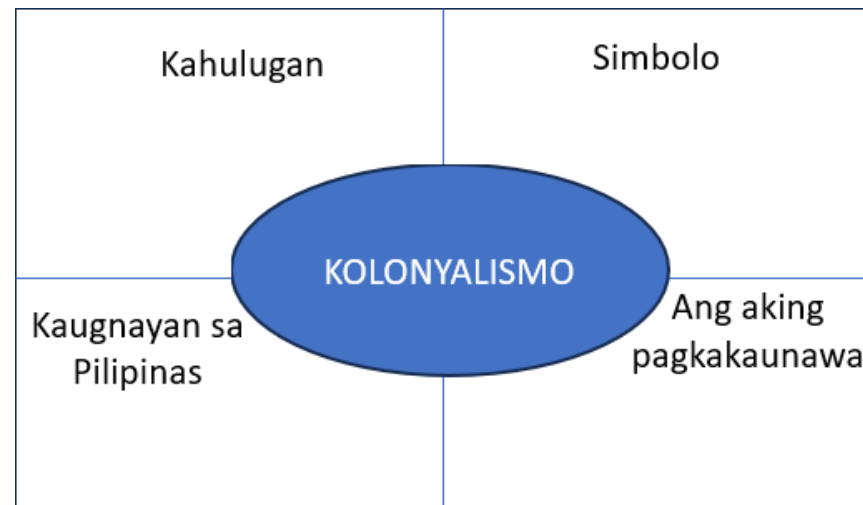 Kahulugan
Simbolo
KOLONYALISMO
Kaugnayan sa
Pilipinas
Ang aking
pagkakaunawa